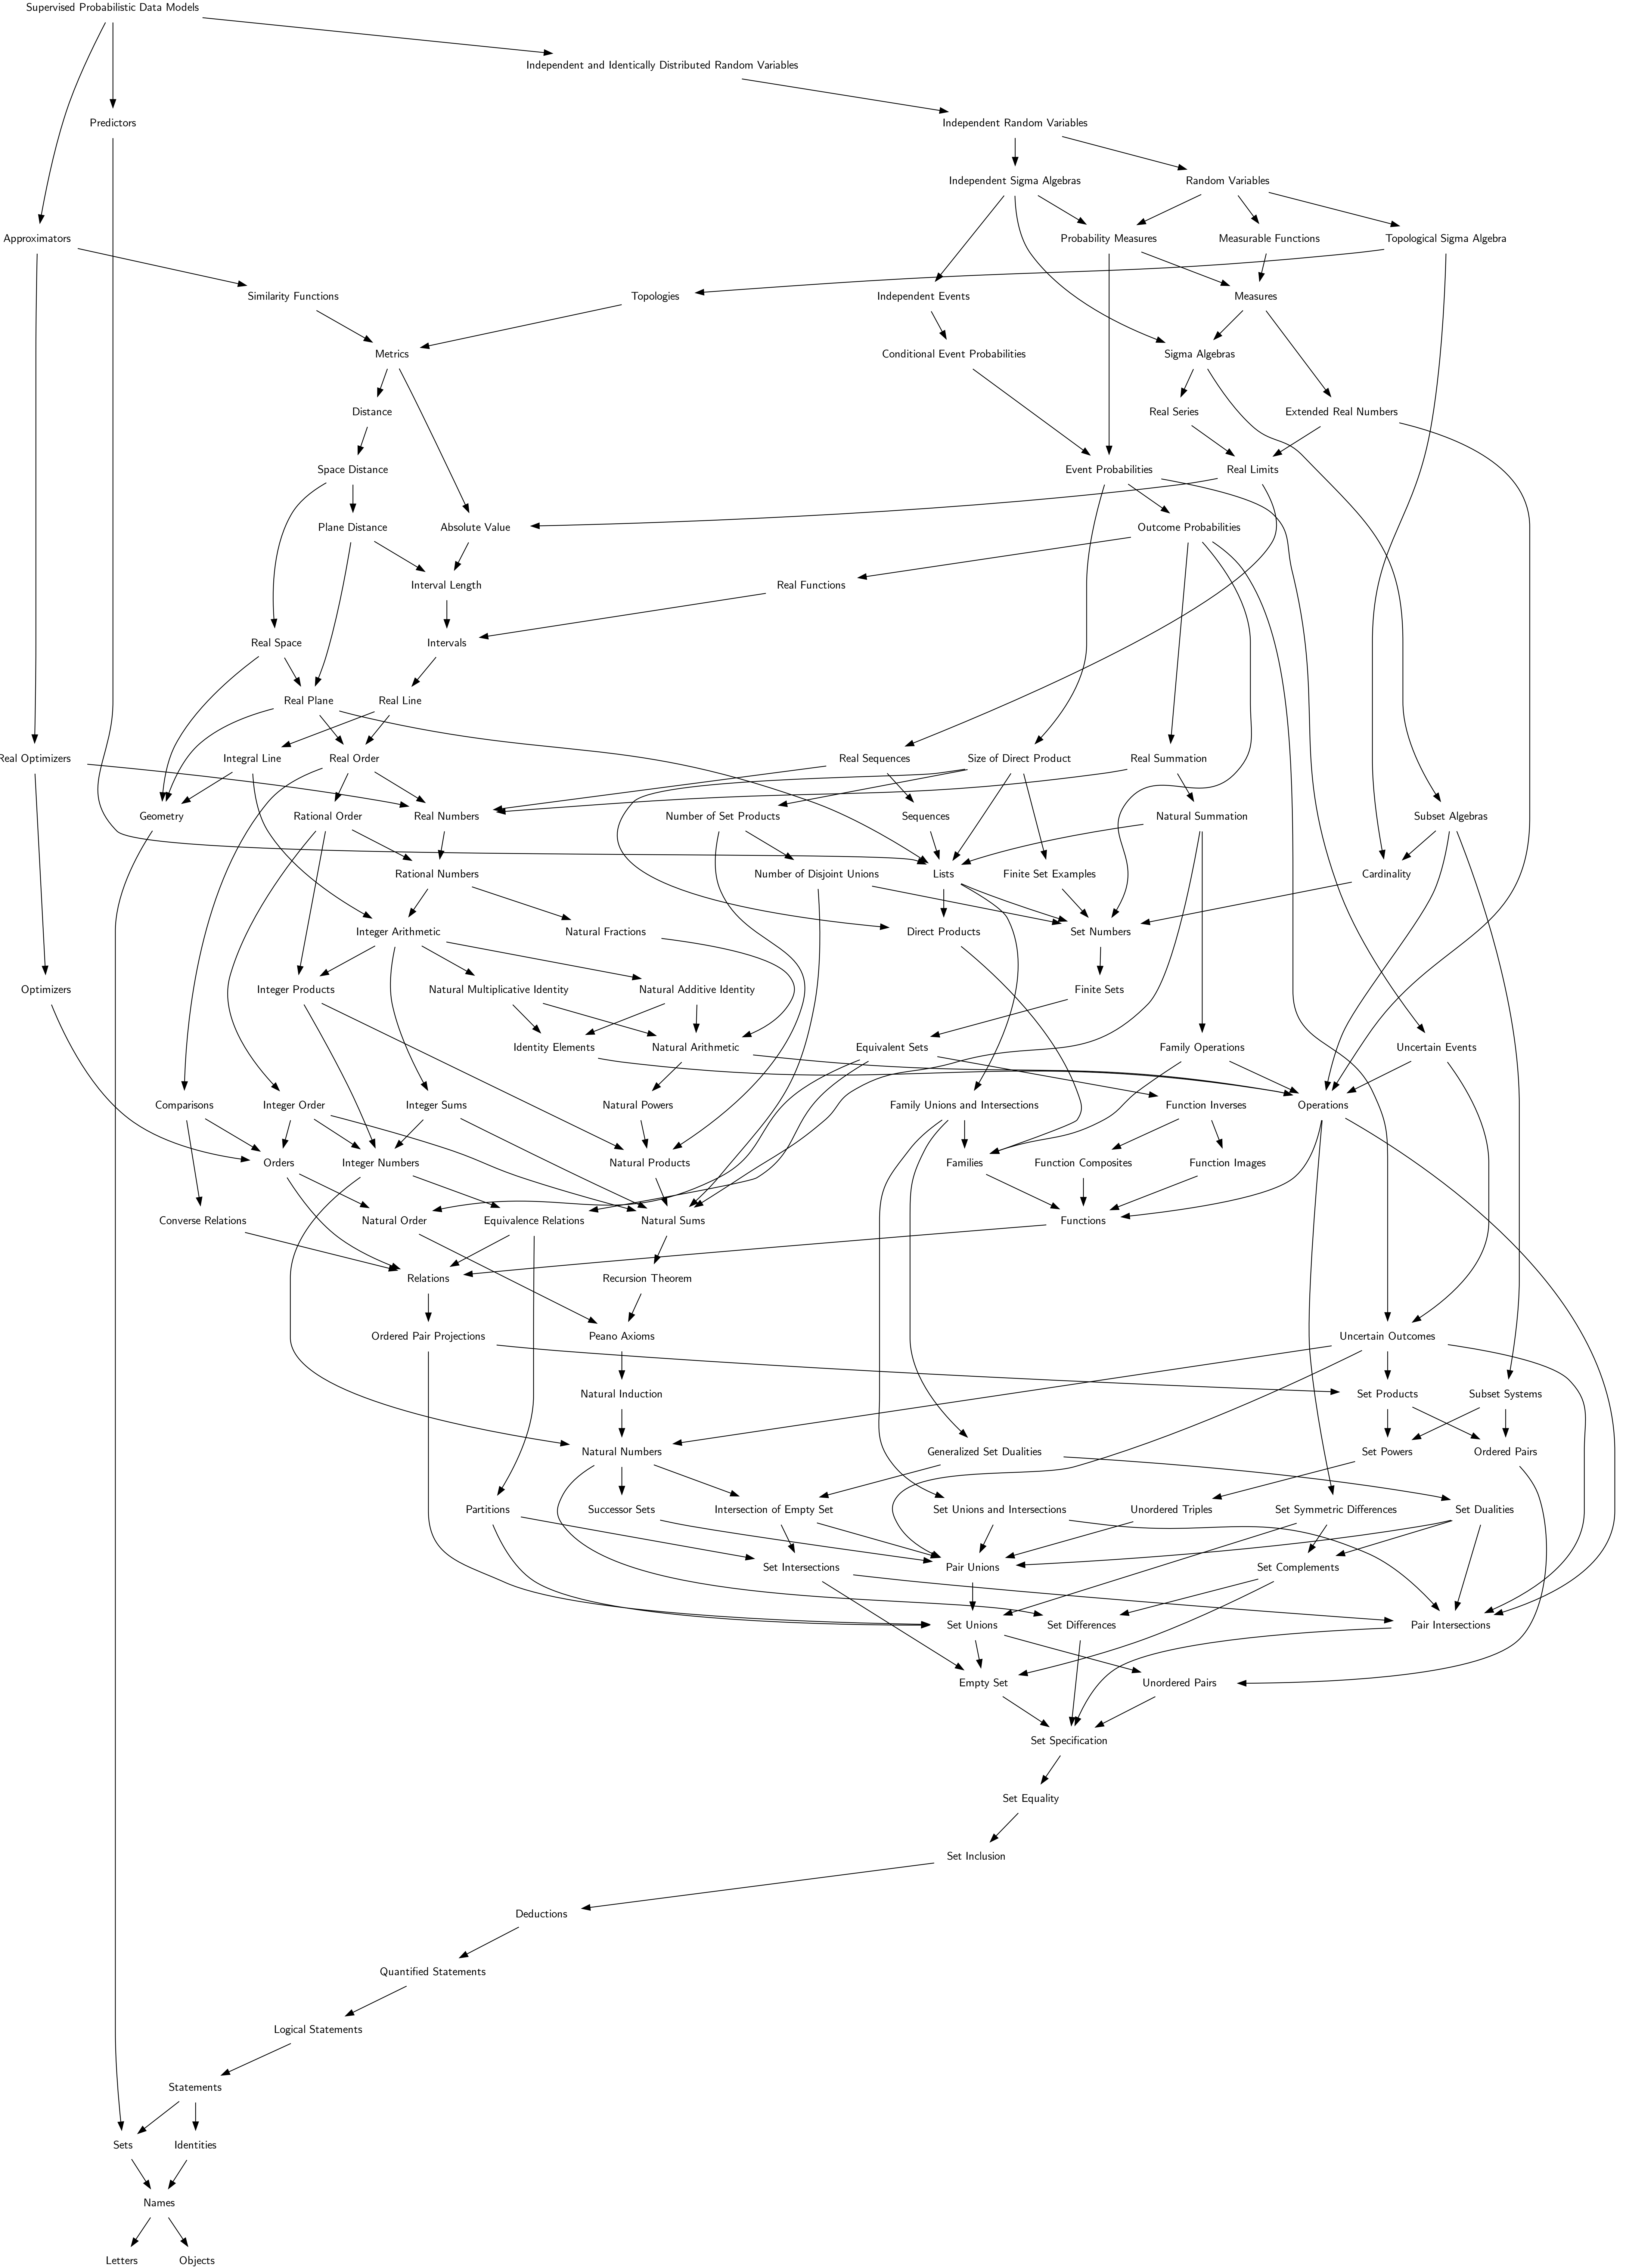 Supervised Probabilistic Data Models
Independent and Identically Distributed Random Variables
Predictors
Independent Random Variables
Independent Sigma Algebras
Random Variables
Approximators
Probability Measures
Measurable Functions
Topological Sigma Algebra
Similarity Functions
Topologies
Independent Events
Measures
Metrics
Conditional Event Probabilities
Sigma Algebras
Distance
Real Series
Extended Real Numbers
Space Distance
Event Probabilities
Real Limits
Plane Distance
Absolute Value
Outcome Probabilities
Interval Length
Real Functions
Real Space
Intervals
Real Plane
Real Line
Real Optimizers
Integral Line
Real Order
Real Sequences
Size of Direct Product
Real Summation
Geometry
Rational Order
Real Numbers
Number of Set Products
Sequences
Natural Summation
Subset Algebras
Rational Numbers
Number of Disjoint Unions
Lists
Finite Set Examples
Cardinality
Integer Arithmetic
Natural Fractions
Direct Products
Set Numbers
Optimizers
Integer Products
Natural Multiplicative Identity
Natural Additive Identity
Finite Sets
Identity Elements
Natural Arithmetic
Equivalent Sets
Family Operations
Uncertain Events
Comparisons
Integer Order
Integer Sums
Natural Powers
Family Unions and Intersections
Function Inverses
Operations
Orders
Integer Numbers
Natural Products
Families
Function Composites
Function Images
Converse Relations
Natural Order
Equivalence Relations
Natural Sums
Functions
Relations
Recursion Theorem
Ordered Pair Projections
Peano Axioms
Uncertain Outcomes
Natural Induction
Set Products
Subset Systems
Natural Numbers
Generalized Set Dualities
Set Powers
Ordered Pairs
Partitions
Successor Sets
Intersection of Empty Set
Set Unions and Intersections
Unordered Triples
Set Symmetric Differences
Set Dualities
Set Intersections
Pair Unions
Set Complements
Set Unions
Set Differences
Pair Intersections
Empty Set
Unordered Pairs
Set Specification
Set Equality
Set Inclusion
Deductions
Quantified Statements
Logical Statements
Statements
Sets
Identities
Names
Letters
Objects